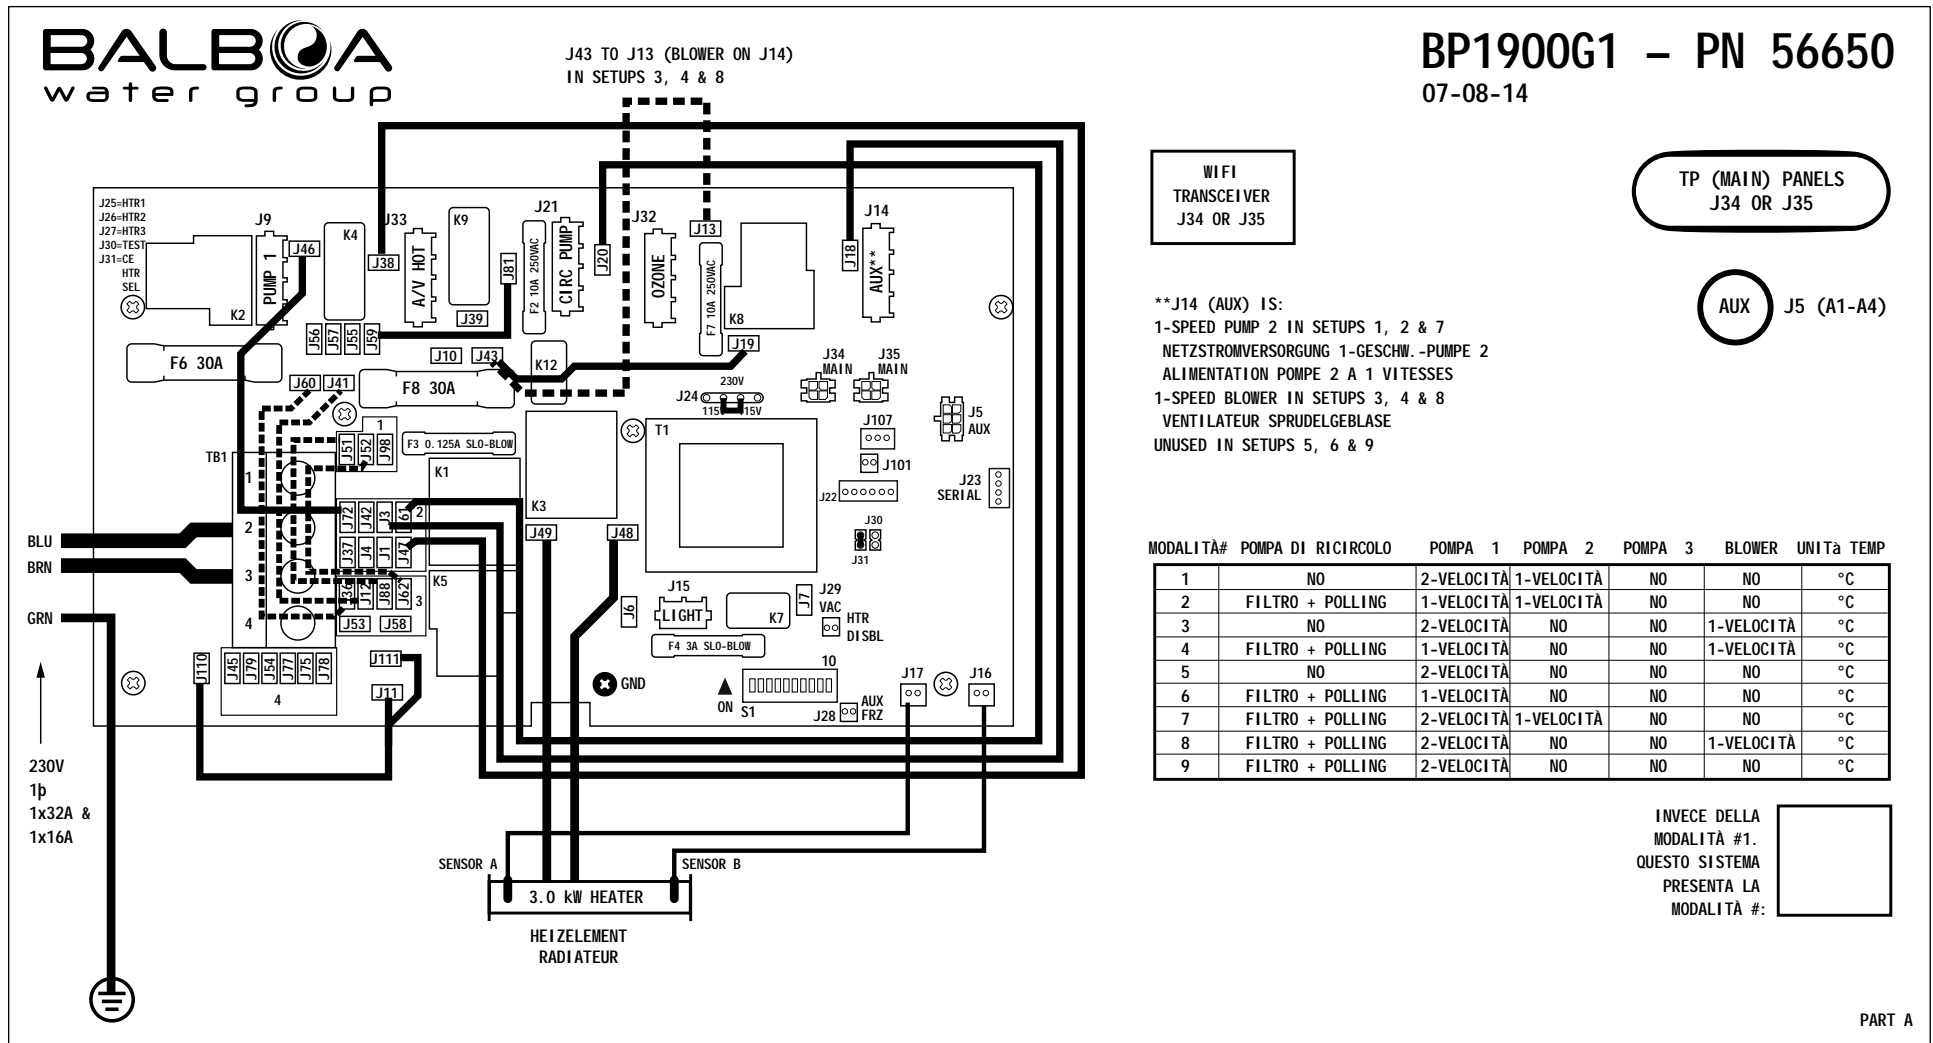 BALBOA
water group
J43 TO J13 (BLOWER ON J14)
IN SETUPS 3, 4 & 8
BP1900G1 – PN 56650
07-08-14
WIFI
TRANSCEIVER
J34 OR J35
TP (MAIN) PANELS
J34 OR J35
AUX
J5 (A1-A4)
**J14 (AUX) IS:
1-SPEED PUMP 2 IN SETUPS 1, 2 & 7
NETZSTROMVERSORGUNG 1-GESCHW.-PUMPE 2
ALIMENTATION POMPE 2 A 1 VITESSES
1-SPEED BLOWER IN SETUPS 3, 4 & 8
VENTILATEUR SPRUDELGEBLASE
UNUSED IN SETUPS 5, 6 & 9
J25=HTR1
J26=HTR2
J27=HTR3
J30=TEST
J31=CE
HTR
SEL
J9
PUMP 1
J46
K2
K4
J33
J38
A/V HOT
K9
J39
J81
J21
F2 10A 250VAC
CIRC PUMP
J20
J32
OZONE
J13
F7 10A 250VAC
K8
J19
J14
J18
AUX**
J56
J57
J55
J59
F6 30A
J10
J43
K12
J60
J41
F8 30A
J24
230V
115V
115V
J34
MAIN
J35
MAIN
J5
AUX
J107
J101
J22
J23
SERIAL
J30
J31
T1
TB1
1
2
3
4
1
J51
J52
J98
F3 0.125A SLO-BLOW
K1
K3
J72
J42
J3
J61
2
J37
J4
J1
J47
J36
J12
J88
J62
3
K5
J53
J58
J49
J48
J6
J15
LIGHT
K7
J7
J29
VAC
HTR
DISBL
F4 3A SLO-BLOW
J110
J45
J79
J54
J77
J75
J78
4
J111
J11
GND
ON
S1
10
J28
AUX
FRZ
J17
J16
BLU
BRN
GRN
230V
1þ
1x32A &
1x16A
SENSOR A
SENSOR B
3.0 kW HEATER
HEIZELEMENT
RADIATEUR
MODALITÀ# POMPA DI RICIRCOLO POMPA 1 POMPA 2 POMPA 3 BLOWER UNITà TEMP
1 NO 2-VELOCITÀ 1-VELOCITÀ NO NO °C
2 FILTRO + POLLING 1-VELOCITÀ 1-VELOCITÀ NO NO °C
3 NO 2-VELOCITÀ NO NO 1-VELOCITÀ °C
4 FILTRO + POLLING 1-VELOCITÀ NO NO 1-VELOCITÀ °C
5 NO 2-VELOCITÀ NO NO NO °C
6 FILTRO + POLLING 1-VELOCITÀ NO NO NO °C
7 FILTRO + POLLING 2-VELOCITÀ 1-VELOCITÀ NO NO °C
8 FILTRO + POLLING 2-VELOCITÀ NO NO 1-VELOCITÀ °C
9 FILTRO + POLLING 2-VELOCITÀ NO NO NO °C
INVECE DELLA
MODALITÀ #1.
QUESTO SISTEMA
PRESENTA LA
MODALITÀ #:
PART A